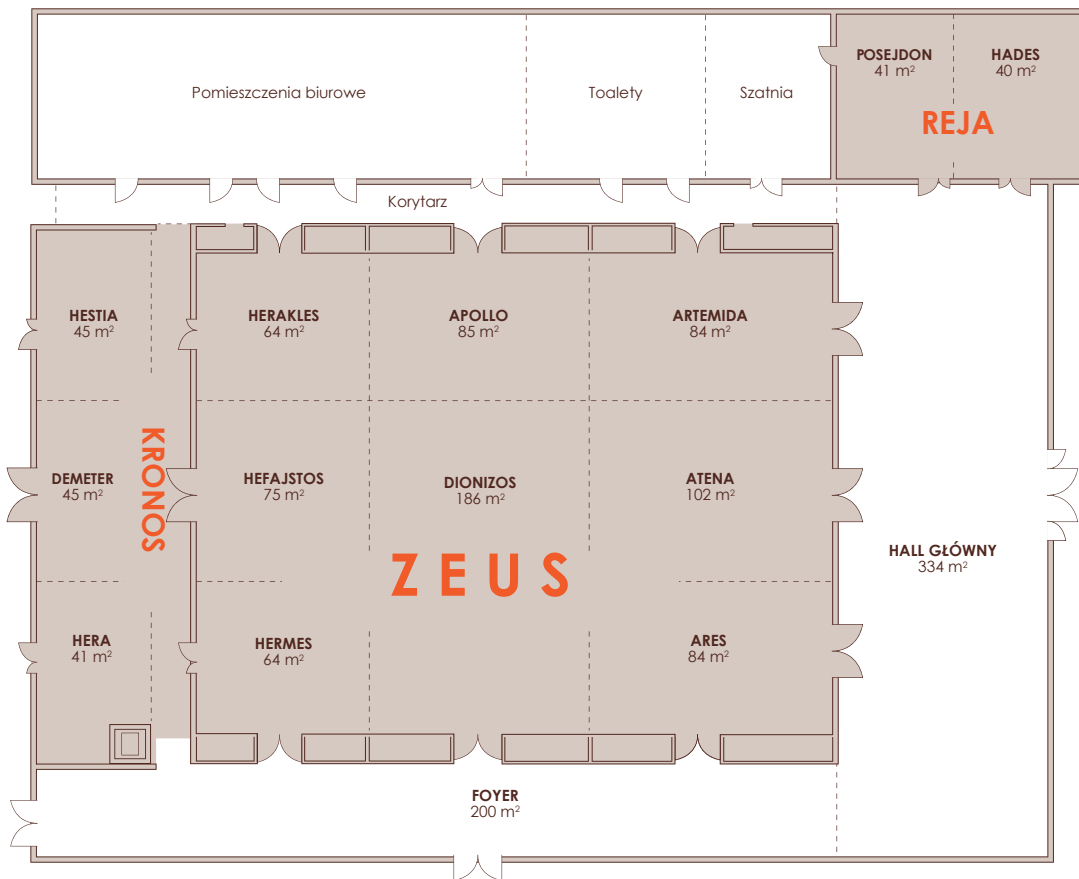 POSEJDON
41 m²
HADES
40 m²
REJA
Pomieszczenia biurowe
Toalety
Szatnia
Korytarz
HESTIA
45 m²
HERAKLES
64 m²
APOLLO
85 m²
ARTEMIDA
84 m²
KRONOS
DEMETER
45 m²
HEFAJSTOS
75 m²
DIONIZOS
186 m²
ATENA
102 m²
HALL GŁÓWNY
334 m²
ZEUS
HERA
41 m²
HERMES
64 m²
ARES
84 m²
FOYER
200 m²